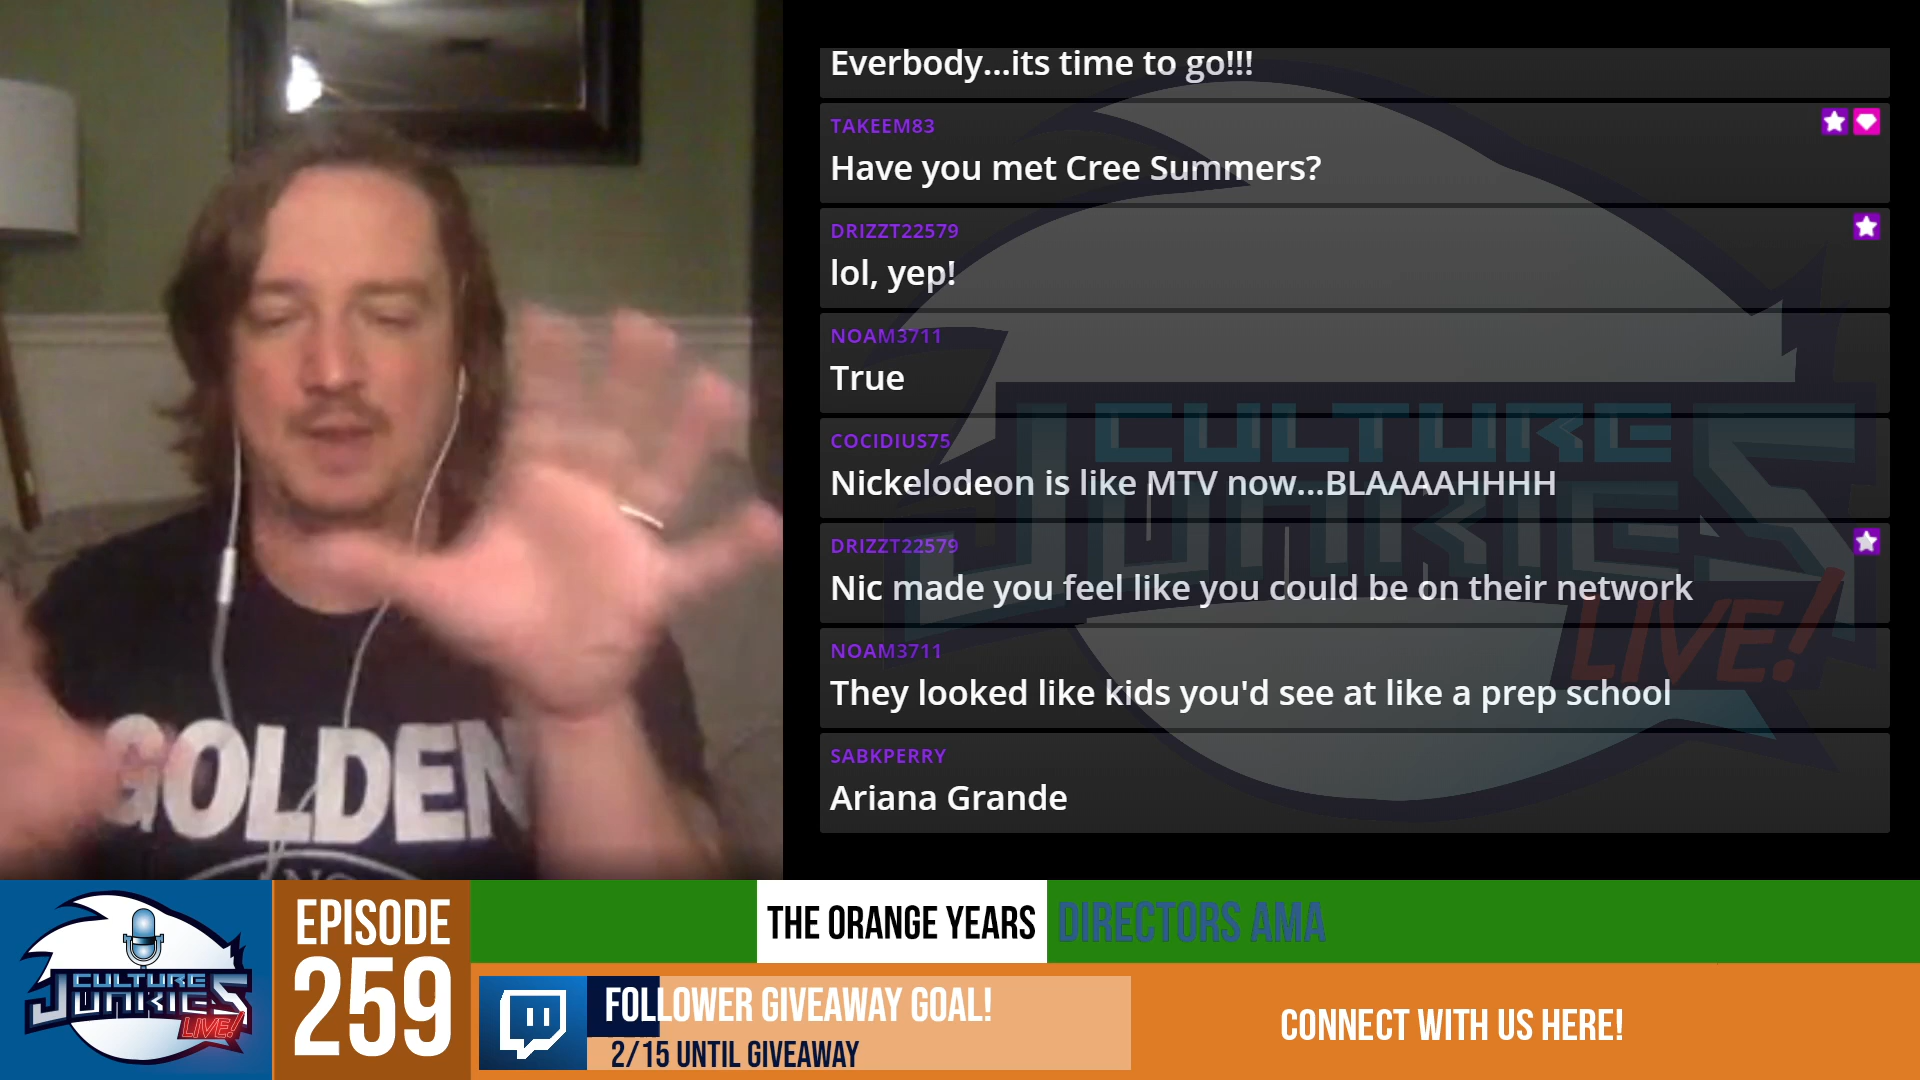 Everbody...its time to go!!!
TAKEEM83
Have you met Cree Summers?
DRIZZT22579
lol, yep!
NOAM3711
True
COCIDIUS75
Nickelodeon is like MTV now...BLAAAAHHHH
DRIZZT22579
Nic made you feel like you could be on their network
NOAM3711
They looked like kids you'd see at like a prep school
SABKPERRY
Ariana Grande
CULTURE
JUNKIES
LIVE!
GOLDEN
CULTURE
JUNKIES
LIVE!
EPISODE
259
THE ORANGE YEARS DIRECTORS AMA
FOLLOWER GIVEAWAY GOAL!
2/15 UNTIL GIVEAWAY
CONNECT WITH US HERE!